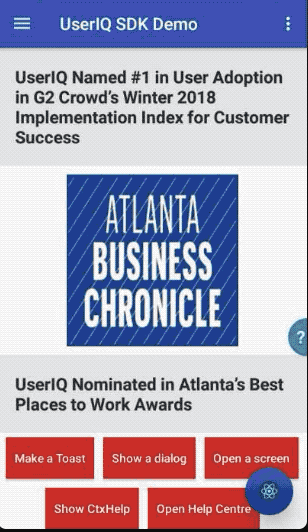 UserIQ SDK Demo
UserIQ Named #1 in User Adoption
in G2 Crowd's Winter 2018
Implementation Index for Customer
Success
ATLANTA
BUSINESS
CHRONICLE
?
UserIQ Nominated in Atlanta's Best
Places to Work Awards
Make a Toast Show a dialog Open a screen
Show CtxHelp Open Help Centre